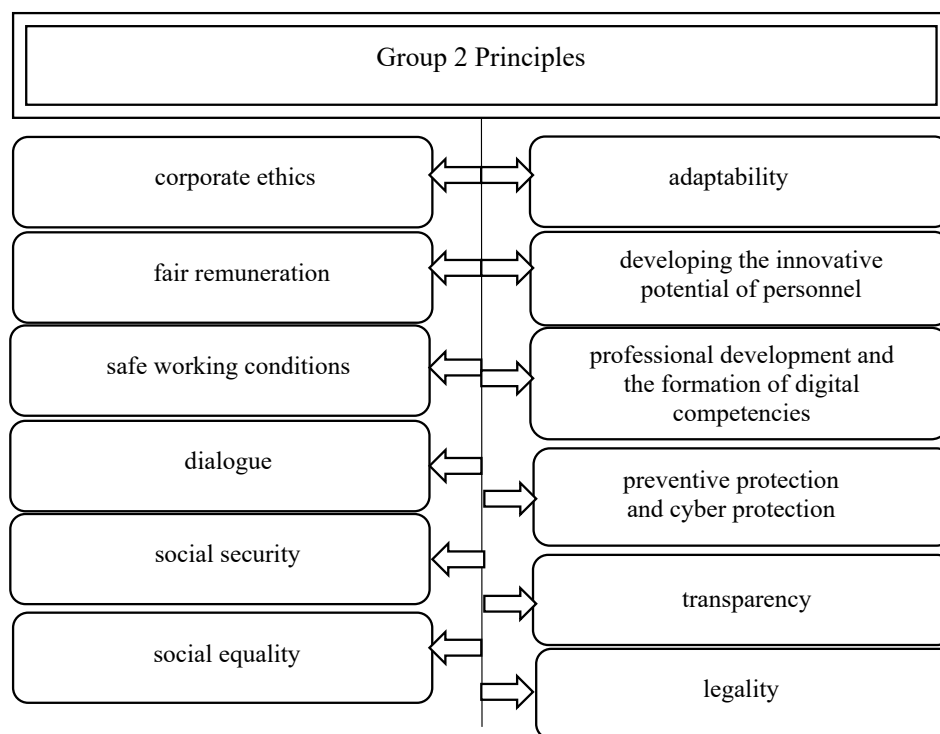 Group 2 Principles
corporate ethics
adaptability
fair remuneration
developing the innovative
potential of personnel
safe working conditions
professional development and
the formation of digital
competencies
dialogue
preventive protection
and cyber protection
social security
transparency
social equality
legality